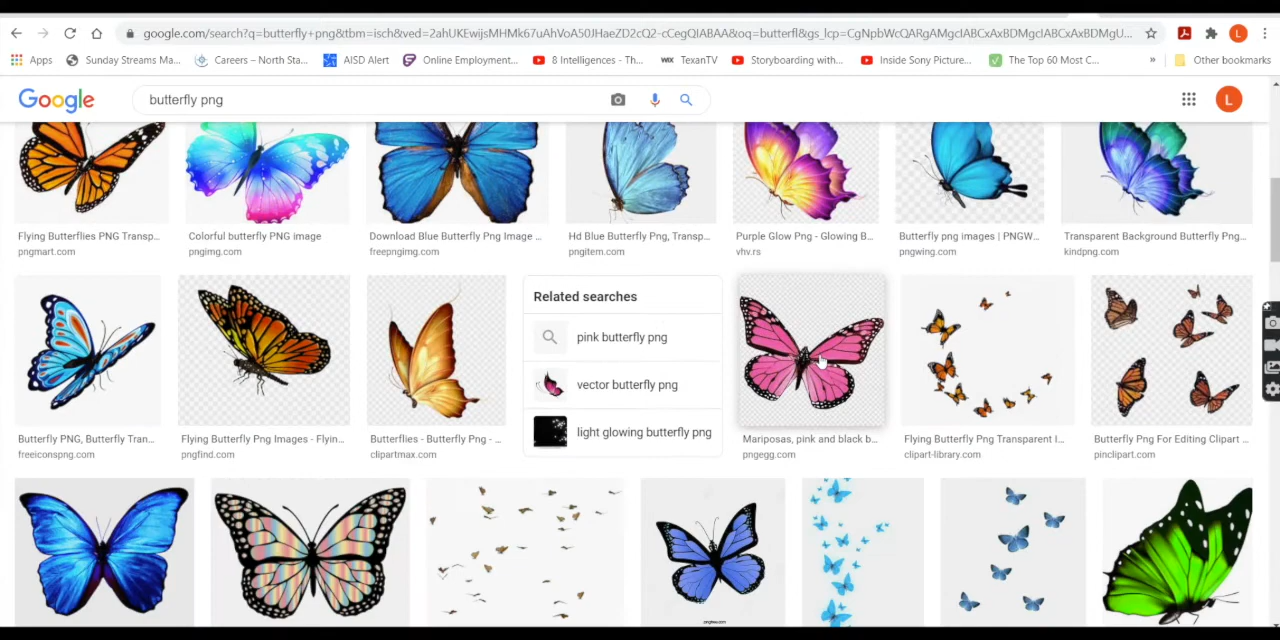 google.com/search?q=butterfly+png&tbm=isch&ved=2ahUKEwijsMHMk67uAhVoA50JHaeZD2cQ2-cCegQIABAA&oq=butterfl&gs_lcp=CgNpbWcQARgAMgcIABCxAxBDMgcIABCxAxBDMgU...
L
Apps
Sunday Streams Ma...
Careers – North Sta...
AISD Alert
Online Employment...
8 Intelligences - Th...
WIX TexanTV
Storyboarding with...
Inside Sony Picture...
The Top 60 Most C...
»
Other bookmarks
Google
butterfly png
L
Flying Butterflies PNG Transp...
pngmart.com
Colorful butterfly PNG image
pngimg.com
Download Blue Butterfly Png Image ...
freepngimg.com
Hd Blue Butterfly Png, Transp...
pngitem.com
Purple Glow Png - Glowing B...
vhv.rs
Butterfly png images | PNGW...
pngwing.com
Transparent Background Butterfly Png...
kindpng.com
Related searches
pink butterfly png
vector butterfly png
light glowing butterfly png
Butterfly PNG, Butterfly Tran...
freeiconspng.com
Flying Butterfly Png Images - Flyin...
pngfind.com
Butterflies - Butterfly Png - ...
clipartmax.com
Mariposas, pink and black b...
pngegg.com
Flying Butterfly Png Transparent I...
clipart-library.com
Butterfly Png For Editing Clipart ...
pinclipart.com